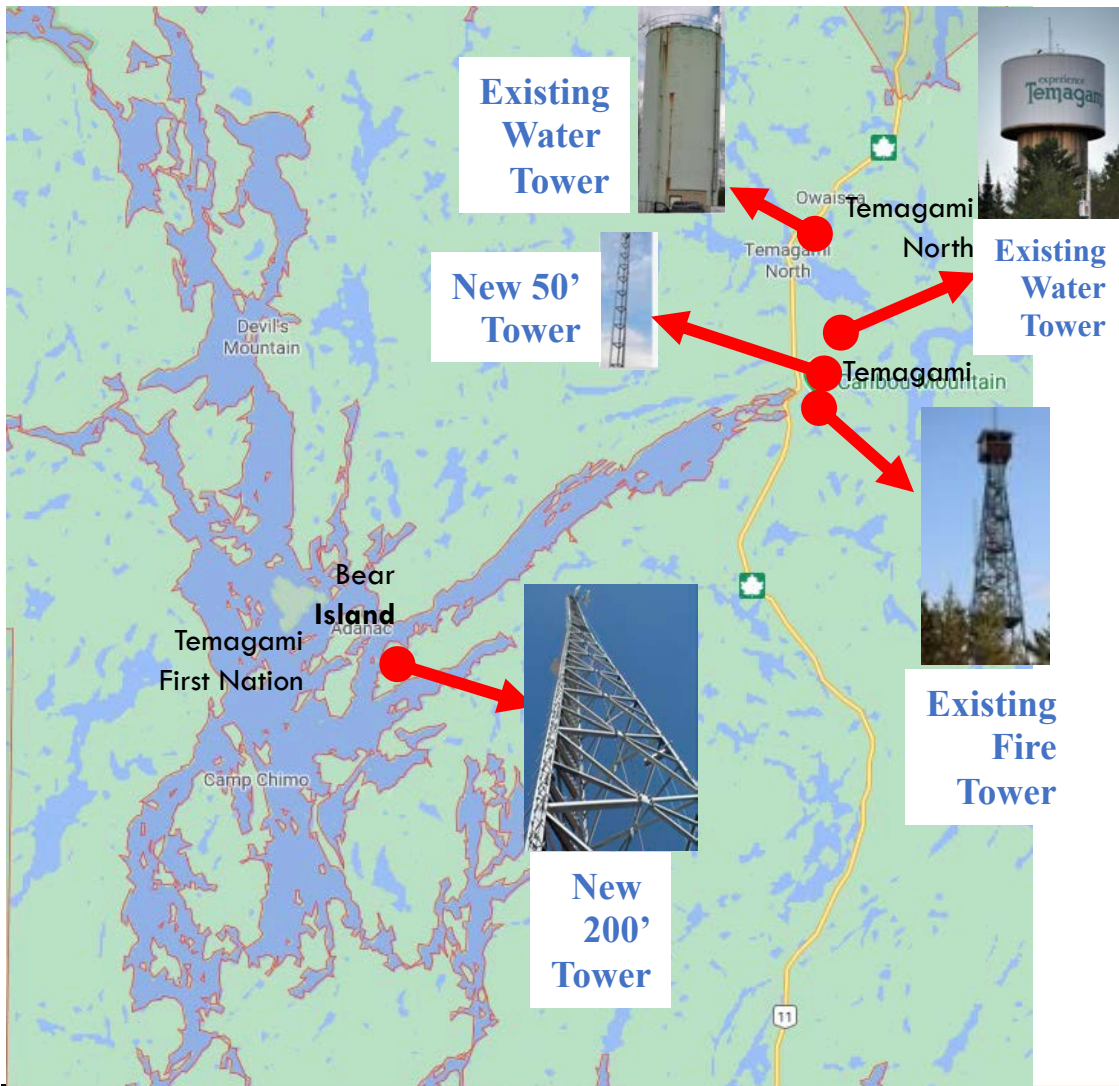 Existing
Water
Tower
experience
Temagami
Owaissa
Temagami
North
Temagami
North
Existing
Water
Tower
New 50’
Tower
Devil's
Mountain
Temagami
Caribou Mountain
Bear
Island
Adanac
Temagami
First Nation
Existing
Fire
Tower
Camp Chimo
New
200’
Tower
11